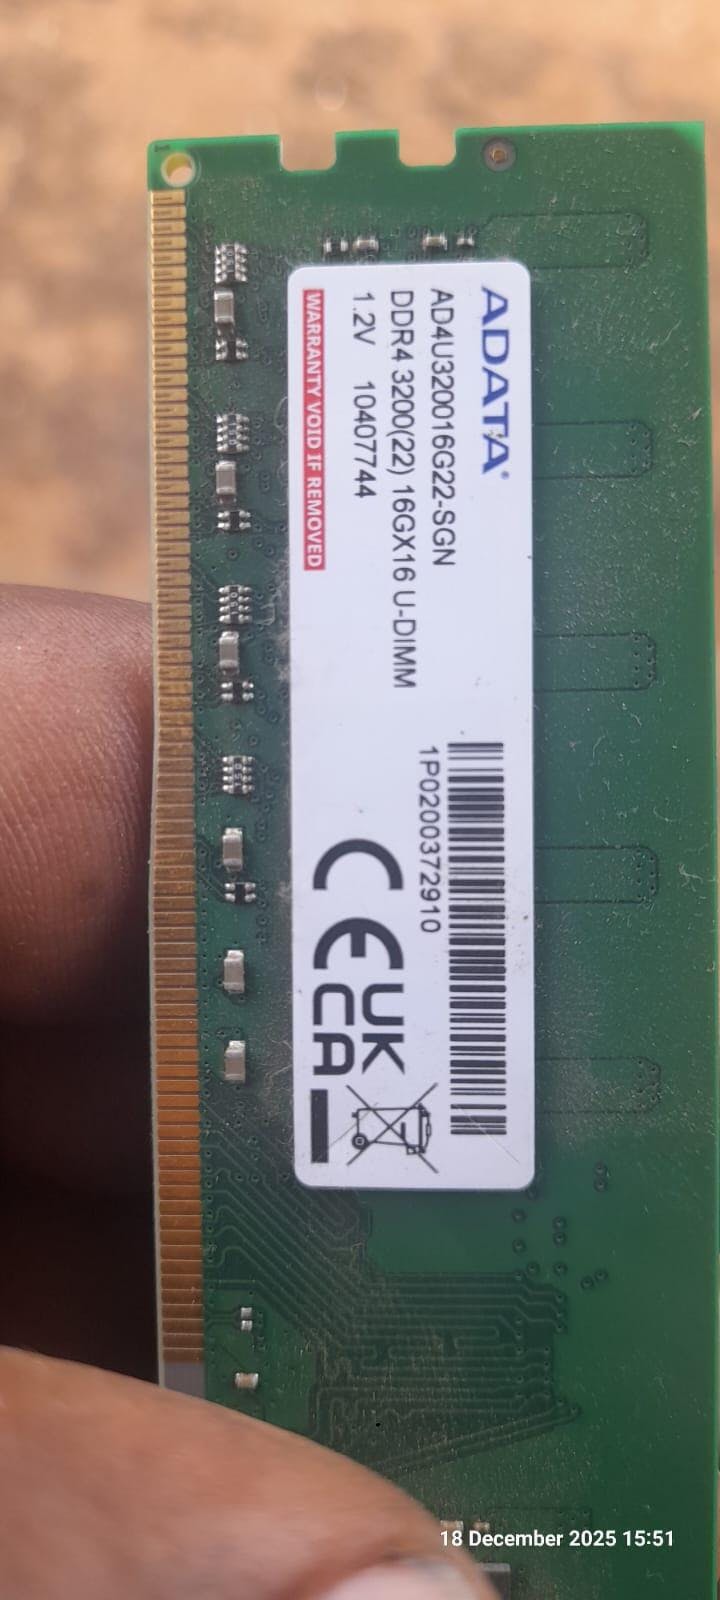 ADATA®
AD4U320016G22-SGN
DDR4 3200(22) 16GX16 U-DIMM
1.2V 10407744
WARRANTY VOID IF REMOVED
1P0200372910
CE
UK
CA
18 December 2025 15:51